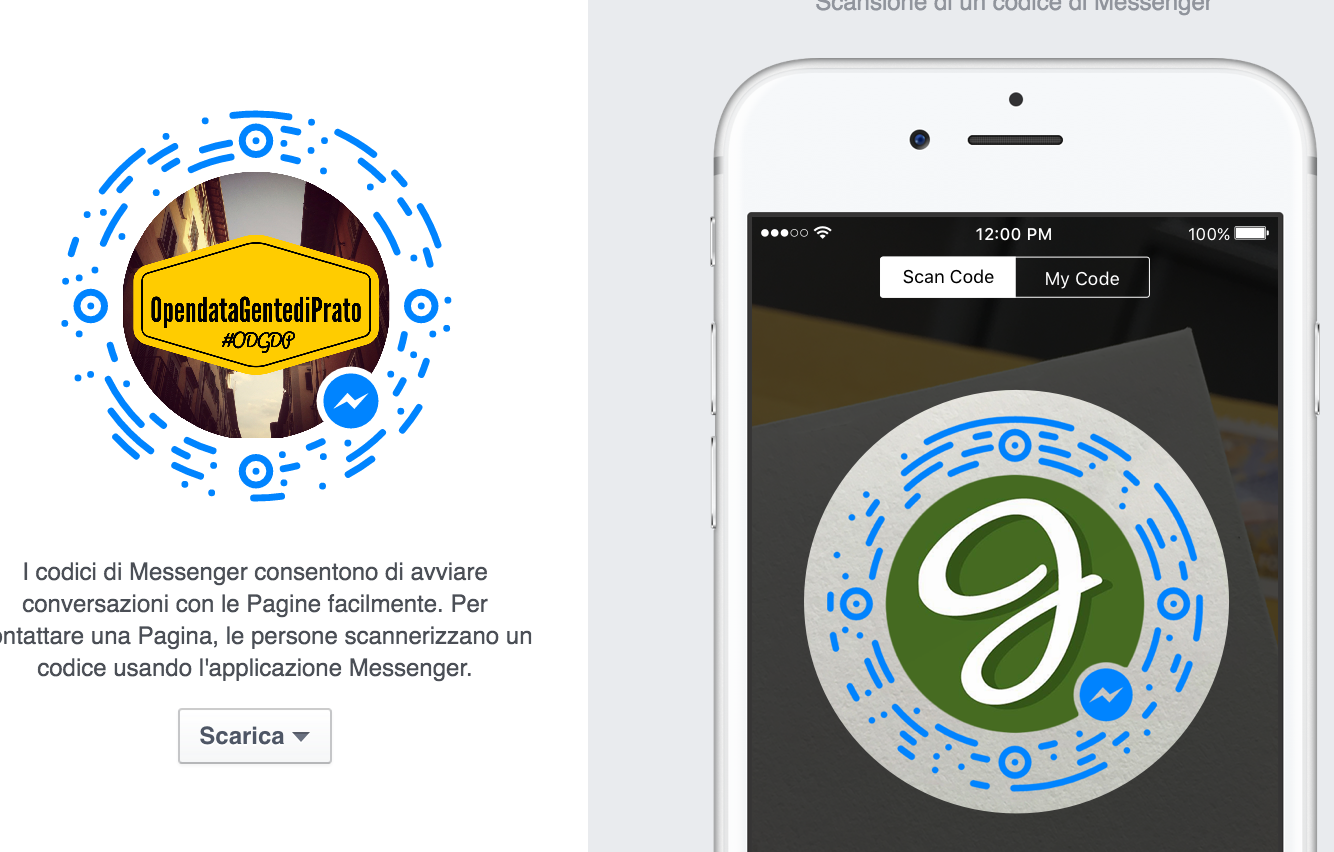 Scansione di un codice di Messenger
OpendataGentediPrato
#ODGDP
I codici di Messenger consentono di avviare
conversazioni con le Pagine facilmente. Per
ontattare una Pagina, le persone scannerizzano un
codice usando l'applicazione Messenger.
Scarica
12:00 PM
100%
Scan Code
My Code
g